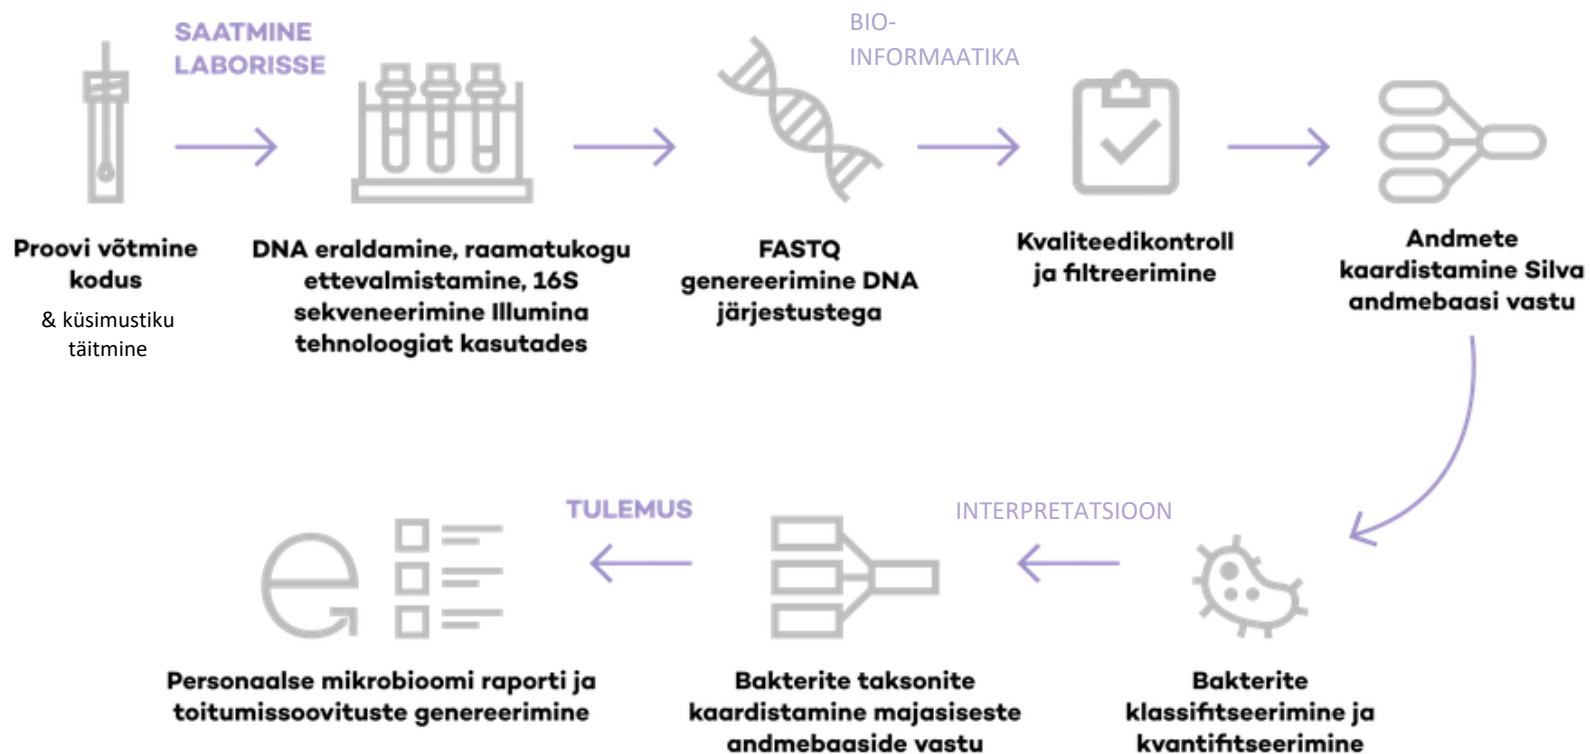 Proovi võtmine
kodus
& küsimustiku
täitmine
SAATMINE
LABORISSE
DNA eraldamine, raamatukogu
ettevalmistamine, 16S
sekveneerimine Illumina
tehnoloogiat kasutades
FASTQ
genereerimine DNA
järjestustega
BIO-
INFORMAATIKA
Kvaliteedikontroll
ja filtreerimine
Andmete
kaardistamine Silva
andmebaasi vastu
Bakterite
klassifitseerimine ja
kvantifitseerimine
INTERPRETATSIOON
Bakterite taksonite
kaardistamine majasiseste
andmebaaside vastu
TULEMUS
Personaalse mikrobioomi raporti ja
toitumissoovituste genereerimine